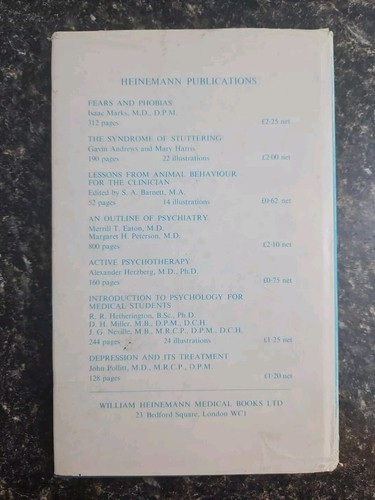 HEINEMANN PUBLICATIONS
FEARS AND PHOBIAS
Isaac Marks, M.D., D.P.M.
312 pages £2·25 net
THE SYNDROME OF STUTTERING
Gavin Andrews and Mary Harris
190 pages 22 illustrations £2·00 net
LESSONS FROM ANIMAL BEHAVIOUR
FOR THE CLINICIAN
Edited by S. A. Barnett, M.A.
52 pages 14 illustrations £0·62 net
AN OUTLINE OF PSYCHIATRY
Merrill T. Eaton, M.D.
Margaret H. Peterson, M.D.
800 pages £2·10 net
ACTIVE PSYCHOTHERAPY
Alexander Herzberg, M.D., Ph.D.
160 pages £0·75 net
INTRODUCTION TO PSYCHOLOGY FOR
MEDICAL STUDENTS
R. R. Hetherington, B.Sc., Ph.D.
D. H. Miller, M.B., D.P.M., D.C.H.
J. G. Neville, M.B., M.R.C.P., D.P.M., D.C.H.
244 pages 24 illustrations £1·75 net
DEPRESSION AND ITS TREATMENT
John Pollitt, M.D., M.R.C.P., D.P.M.
128 pages £1·20 net
WILLIAM HEINEMANN MEDICAL BOOKS LTD
23 Bedford Square, London WC1